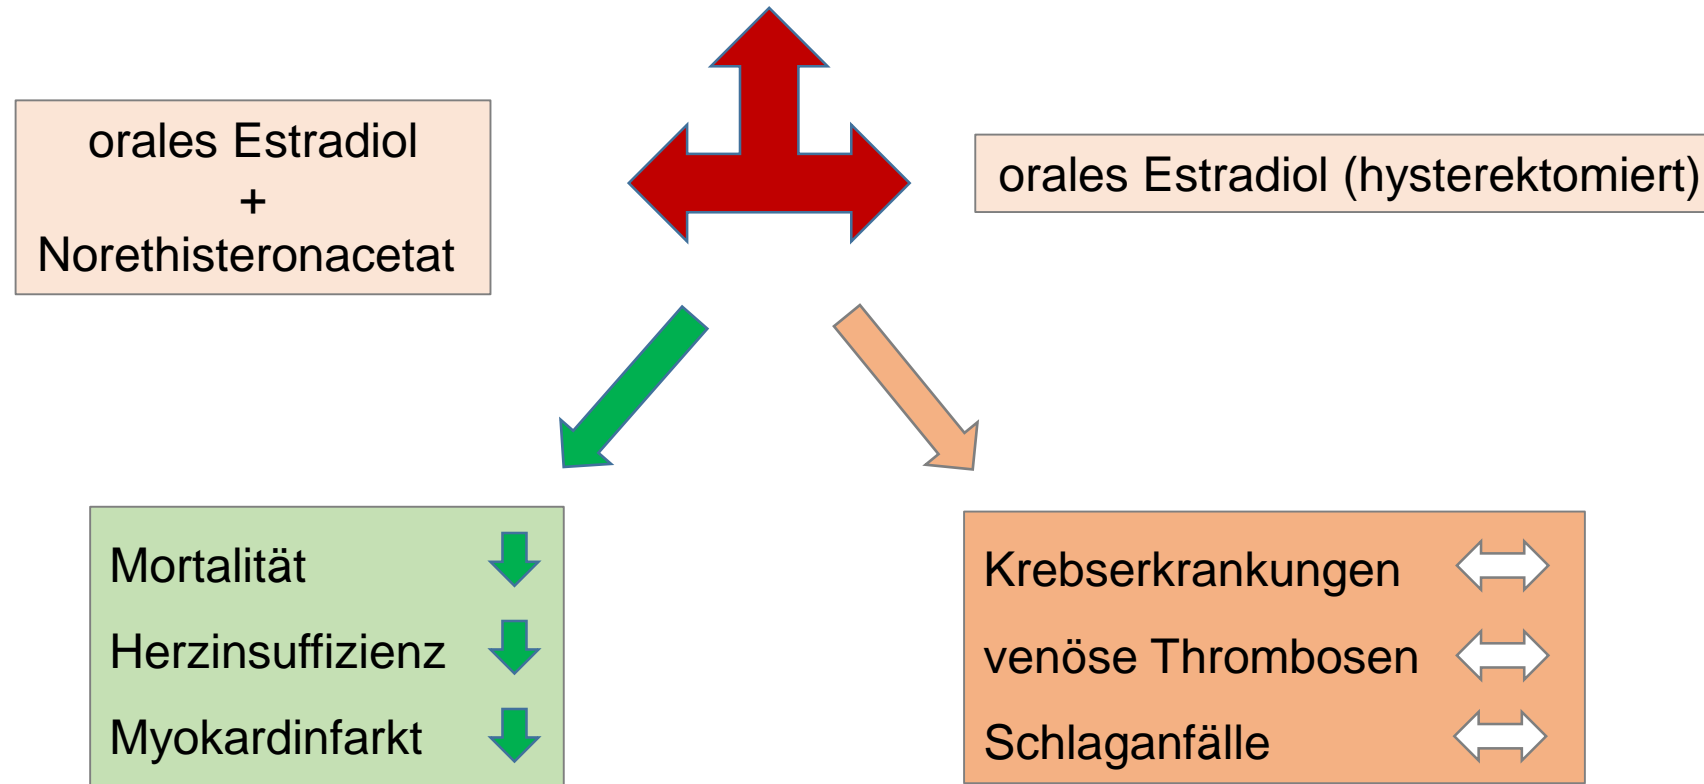 orales Estradiol
+
Norethisteronacetat
orales Estradiol (hysterektomiert)
Mortalität
Herzinsuffizienz
Myokardinfarkt
Krebserkrankungen
venöse Thrombosen
Schlaganfälle